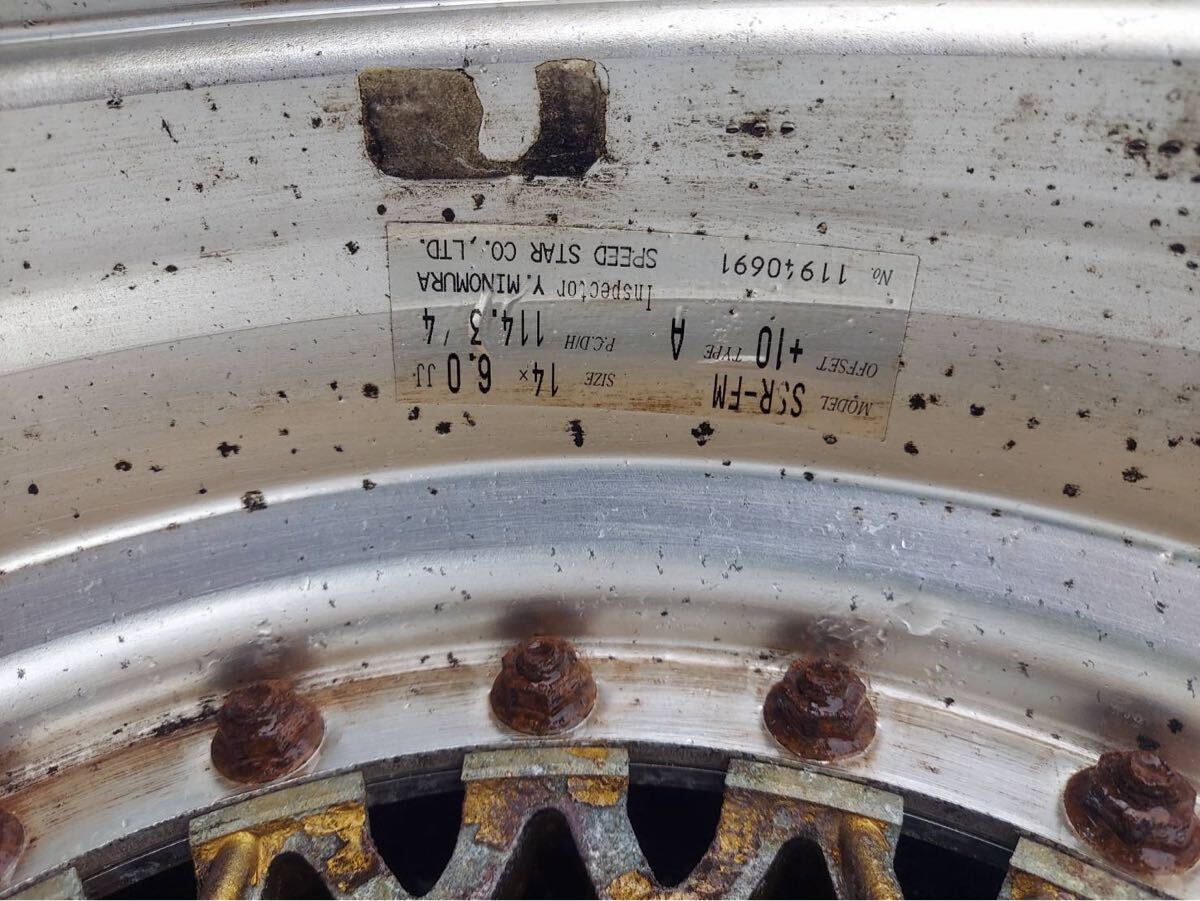 MODEL SSR-FM SIZE 14× 6.0 JJ
OFFSET +10 TYPE A P.C.D/H 114.3 / 4
Inspector Y.MINOMURA
No. 11940691 SPEED STAR CO.,LTD.